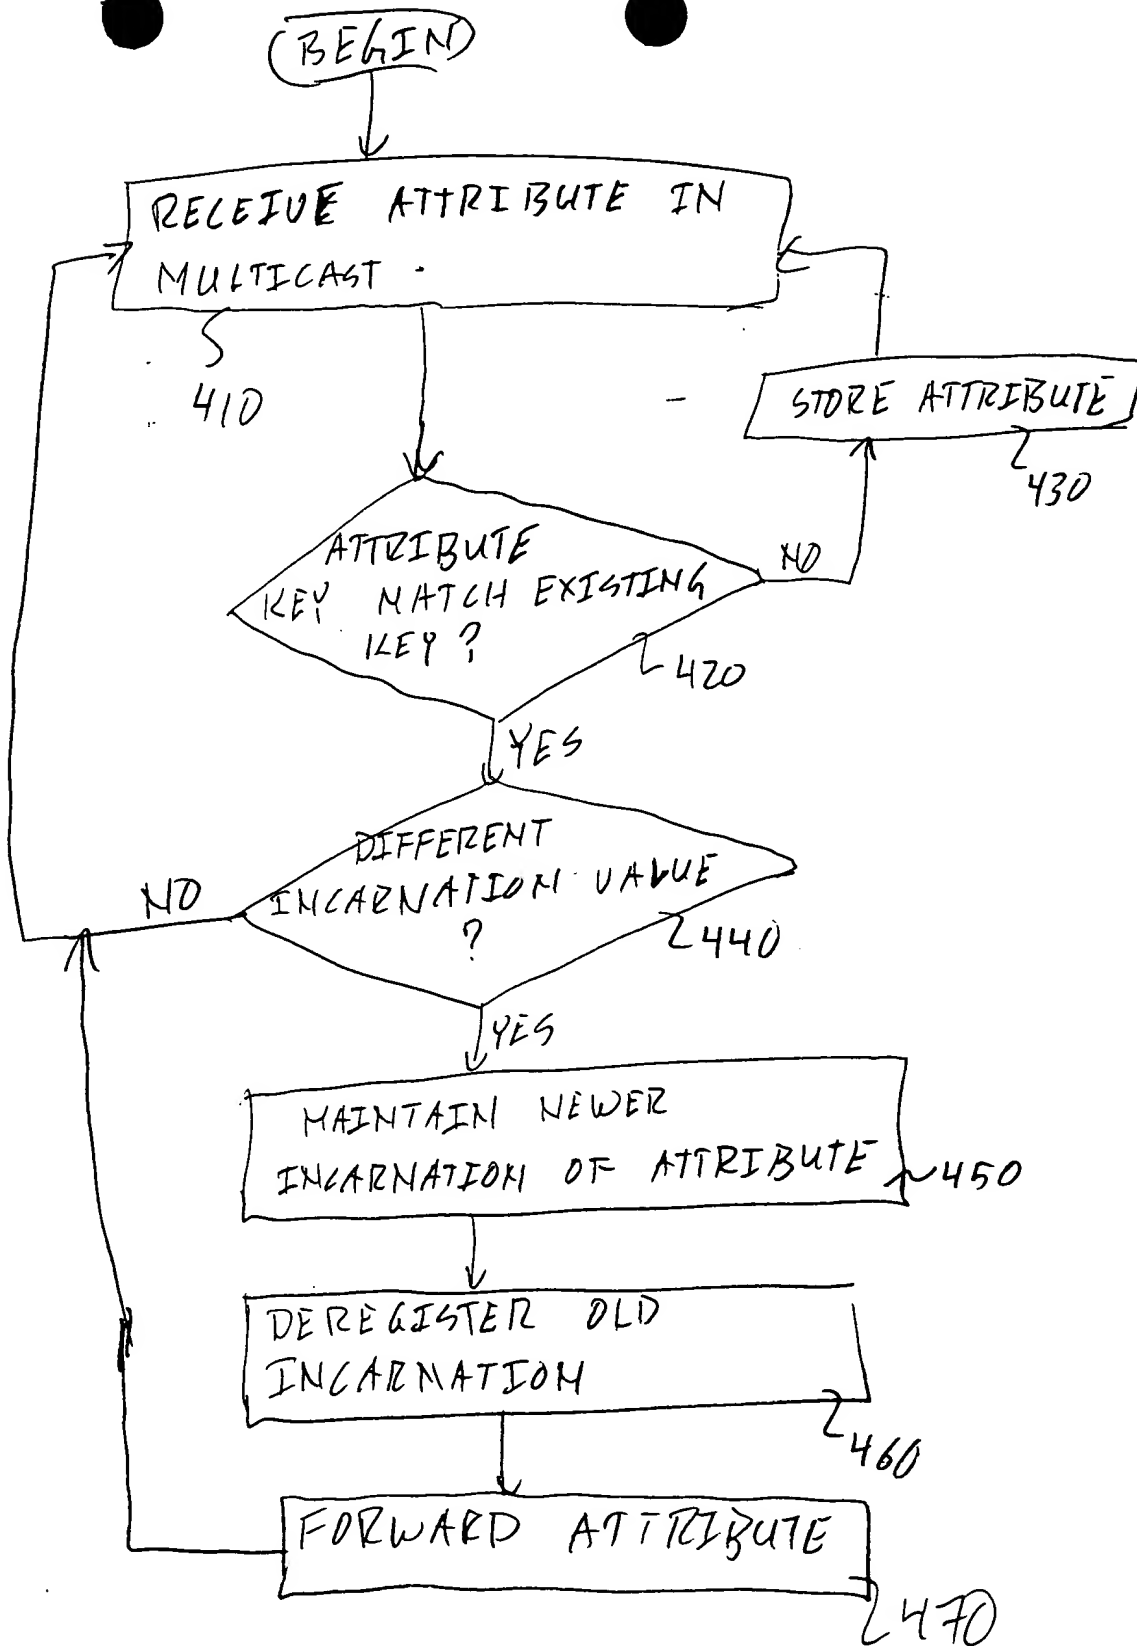 BEGIN
RECEIVE ATTRIBUTE IN
MULTICAST
410
STORE ATTRIBUTE
430
ATTRIBUTE
KEY MATCH EXISTING
KEY ?
NO
420
YES
DIFFERENT
INCARNATION VALUE
?
NO
440
YES
MAINTAIN NEWER
INCARNATION OF ATTRIBUTE
450
DEREGISTER OLD
INCARNATION
460
FORWARD ATTRIBUTE
470